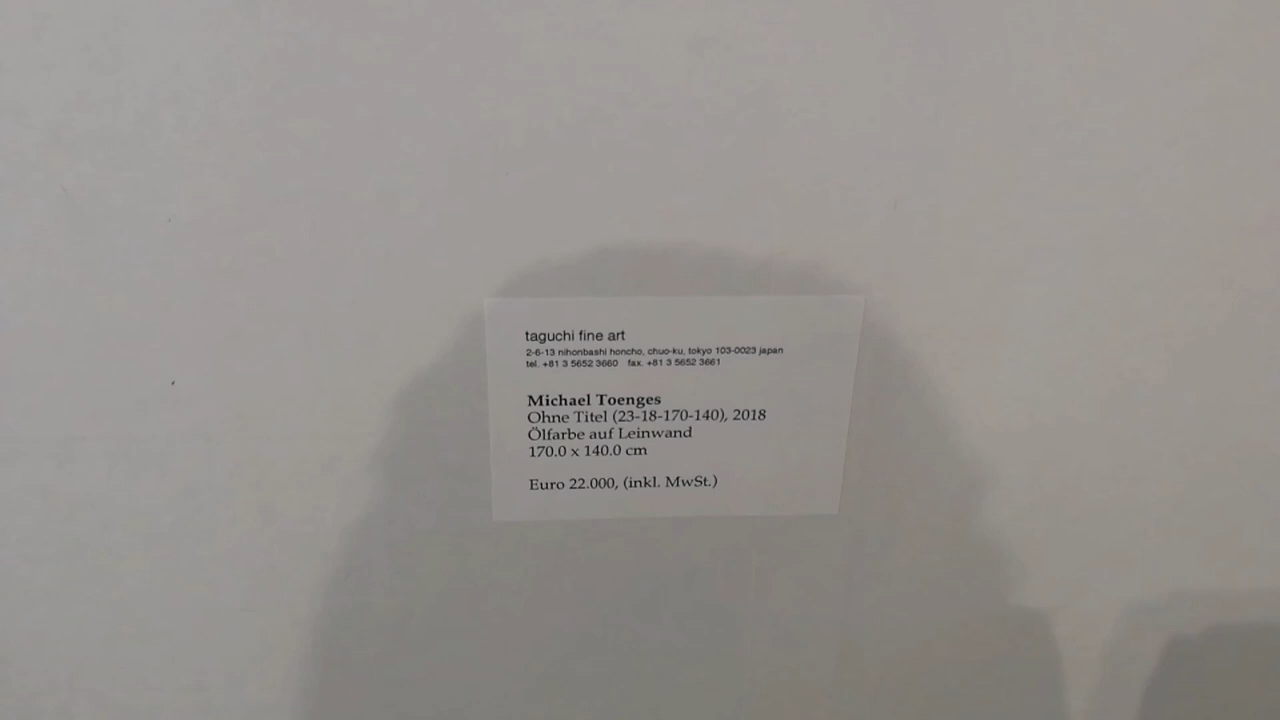 taguchi fine art
2-6-13 nihonbashi honcho, chuo-ku, tokyo 103-0023 japan
tel. +81 3 5652 3660 fax. +81 3 5652 3661
Michael Toenges
Ohne Titel (23-18-170-140), 2018
Ölfarbe auf Leinwand
170.0 x 140.0 cm
Euro 22.000, (inkl. MwSt.)